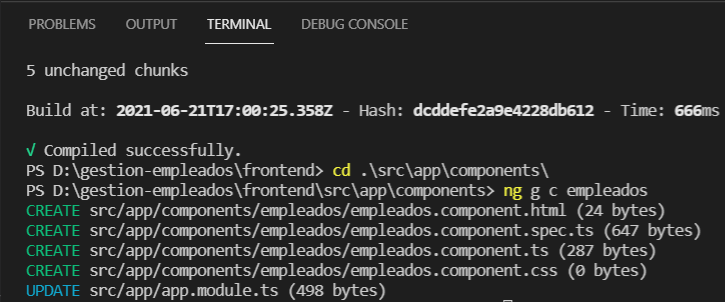 PROBLEMS OUTPUT TERMINAL DEBUG CONSOLE
5 unchanged chunks
Build at: 2021-06-21T17:00:25.358Z - Hash: dcddefe2a9e4228db612 - Time: 666ms
√ Compiled successfully.
PS D:\gestion-empleados\frontend> cd .\src\app\components\
PS D:\gestion-empleados\frontend\src\app\components> ng g c empleados
CREATE src/app/components/empleados/empleados.component.html (24 bytes)
CREATE src/app/components/empleados/empleados.component.spec.ts (647 bytes)
CREATE src/app/components/empleados/empleados.component.ts (287 bytes)
CREATE src/app/components/empleados/empleados.component.css (0 bytes)
UPDATE src/app/app.module.ts (498 bytes)